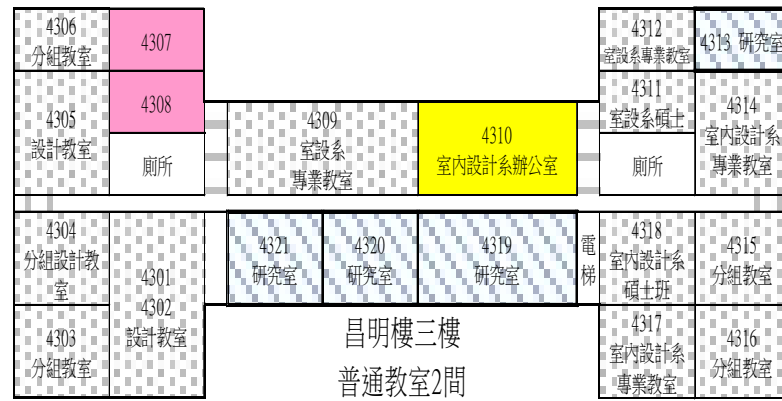 4306
分組教室
4307
4312
室設系專業教室
4313 研究室
4305
設計教室
4308
4309
室設系
專業教室
4310
室內設計系辦公室
4311
室設系碩士
4314
室內設計系
專業教室
廁所
廁所
4304
分組設計教
室
4301
4302
設計教室
4321
研究室
4320
研究室
4319
研究室
電
梯
4318
室內設計系
碩士班
4315
分組教室
4303
分組教室
昌明樓三樓
普通教室2間
4317
室內設計系
專業教室
4316
分組教室